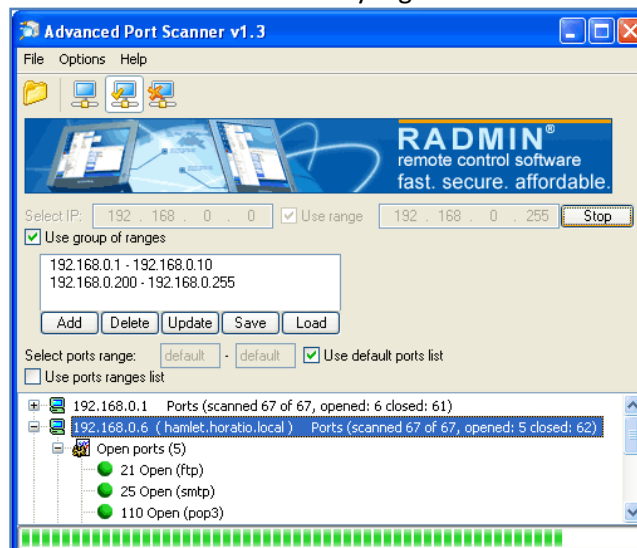 Advanced Port Scanner v1.3
File Options Help
RADMIN®
remote control software
fast. secure. affordable.
Select IP: 192 . 168 . 0 . 0 Use range 192 . 168 . 0 . 255 Stop
Use group of ranges
192.168.0.1 - 192.168.0.10
192.168.0.200 - 192.168.0.255
Add Delete Update Save Load
Select ports range: default - default Use default ports list
Use ports ranges list
192.168.0.1 Ports (scanned 67 of 67, opened: 6 closed: 61)
192.168.0.6 ( hamlet.horatio.local ) Ports (scanned 67 of 67, opened: 5 closed: 62)
Open ports (5)
21 Open (ftp)
25 Open (smtp)
110 Open (pop3)